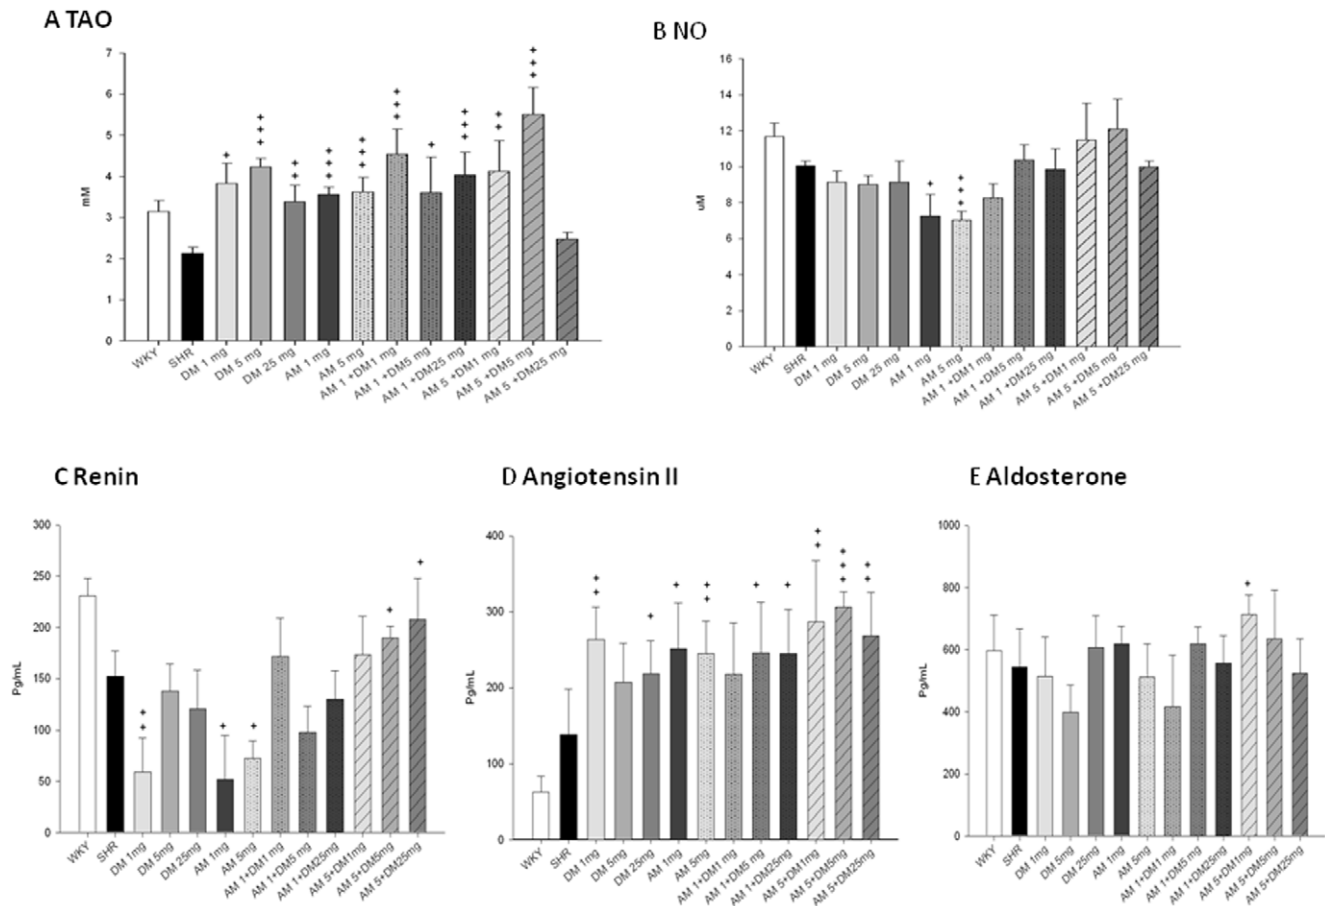 A TAO
7
6
5
4
3
2
1
0
mM
+
+++
++
+++
+++
+++
+
+++
++
+++
WKY
SHR
DM 1 mg
DM 5 mg
DM 25 mg
AM 1 mg
AM 5 mg
AM 1 +DM1 mg
AM 1 +DM5 mg
AM 1 +DM25 mg
AM 5 +DM1 mg
AM 5 +DM5 mg
AM 5 +DM25 mg
B NO
16
14
12
10
8
6
4
2
0
uM
+
+++
WKY
SHR
DM 1 mg
DM 5 mg
DM 25 mg
AM 1 mg
AM 5 mg
AM 1 +DM1 mg
AM 1 +DM5 mg
AM 1 +DM25 mg
AM 5 +DM1 mg
AM 5 +DM5 mg
AM 5 +DM25 mg
C Renin
300
250
200
150
100
50
0
Pg/mL
++
+
+
+
+
WKY
SHR
DM 1mg
DM 5mg
DM 25mg
AM 1mg
AM 5mg
AM 1+DM1 mg
AM 1+DM5 mg
AM 1+DM25mg
AM 5+DM1mg
AM 5+DM5mg
AM 5+DM25mg
D Angiotensin II
400
300
200
100
0
Pg/mL
++
+
+
++
+
+
++
+++
++
WKY
SHR
DM 1mg
DM 5mg
DM 25mg
AM 1mg
AM 5mg
AM 1+DM1 mg
AM 1+DM5 mg
AM 1+DM25mg
AM 5+DM1mg
AM 5+DM5mg
AM 5+DM25mg
E Aldosterone
1000
800
600
400
200
0
Pg/mL
+
WKY
SHR
DM 1mg
DM 5mg
DM 25mg
AM 1mg
AM 5mg
AM 1+DM1 mg
AM 1+DM5 mg
AM 1+DM25mg
AM 5+DM1mg
AM 5+DM5mg
AM 5+DM25mg